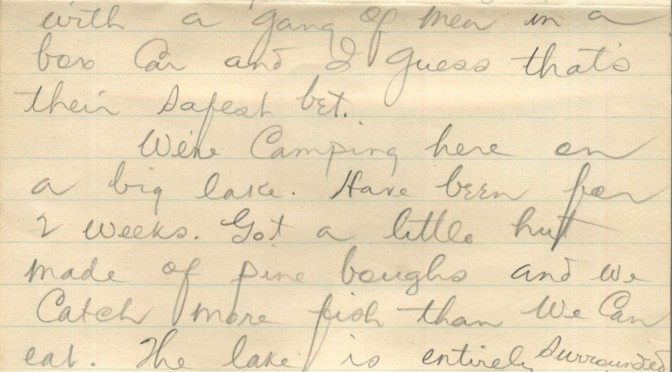 with a gang of men in a
box Car and I guess that's
their safest bet.
We're Camping here on
a big lake. Have been for
2 weeks. Got a little hut
made of pine boughs and we
Catch more fish than We Can
eat. The lake is entirely surrounded